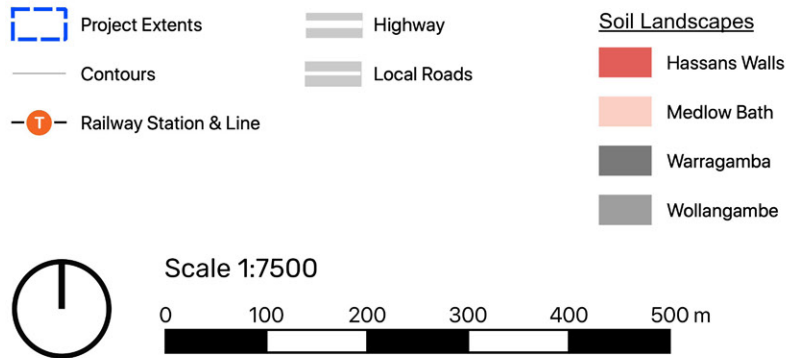 Project Extents
Contours
T
Railway Station & Line
Highway
Local Roads
Soil Landscapes
Hassans Walls
Medlow Bath
Warragamba
Wollangambe
Scale 1:7500
0 100 200 300 400 500 m